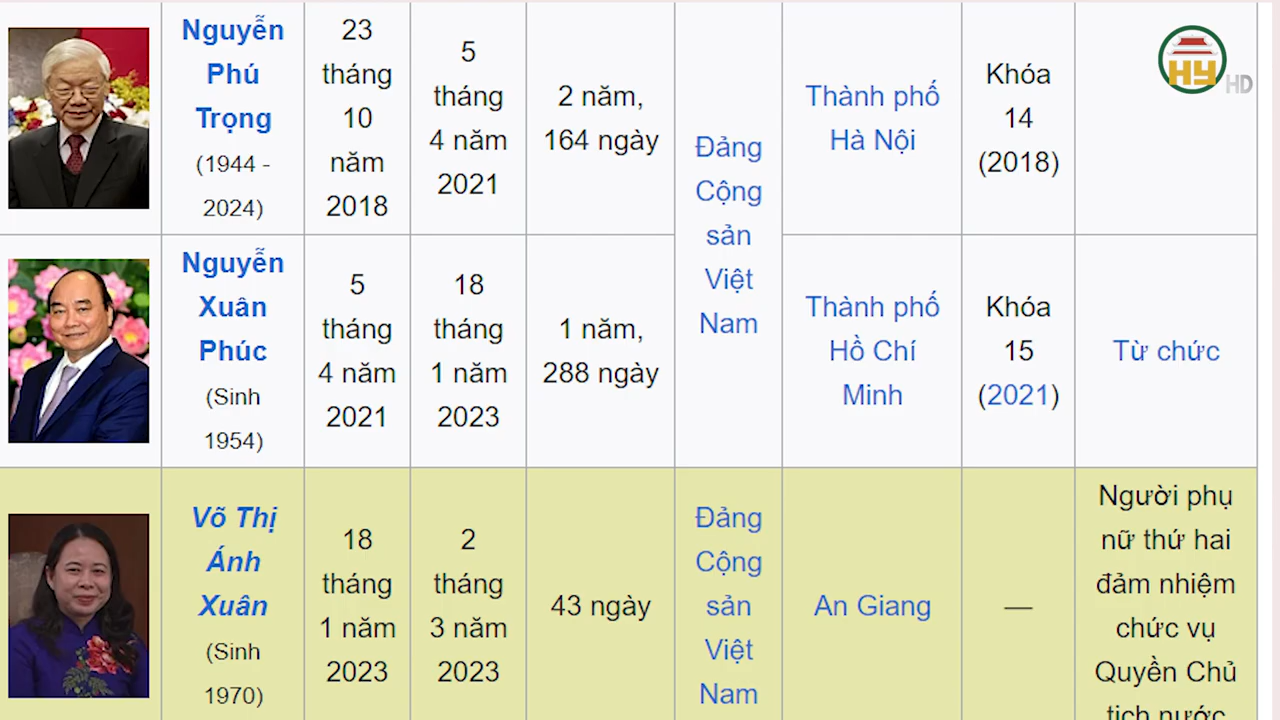 Nguyễn
Phú
Trọng
(1944 -
2024)
23
tháng
10
năm
2018
5
tháng
4 năm
2021
2 năm,
164 ngày
Đảng
Cộng
sản
Việt
Nam
Thành phố
Hà Nội
Khóa
14
(2018)
HY
HD
Nguyễn
Xuân
Phúc
(Sinh
1954)
5
tháng
4 năm
2021
18
tháng
1 năm
2023
1 năm,
288 ngày
Thành phố
Hồ Chí
Minh
Khóa
15
(2021)
Từ chức
Võ Thị
Ánh
Xuân
(Sinh
1970)
18
tháng
1 năm
2023
2
tháng
3 năm
2023
43 ngày
Đảng
Cộng
sản
Việt
Nam
An Giang
—
Người phụ
nữ thứ hai
đảm nhiệm
chức vụ
Quyền Chủ
tịch nước